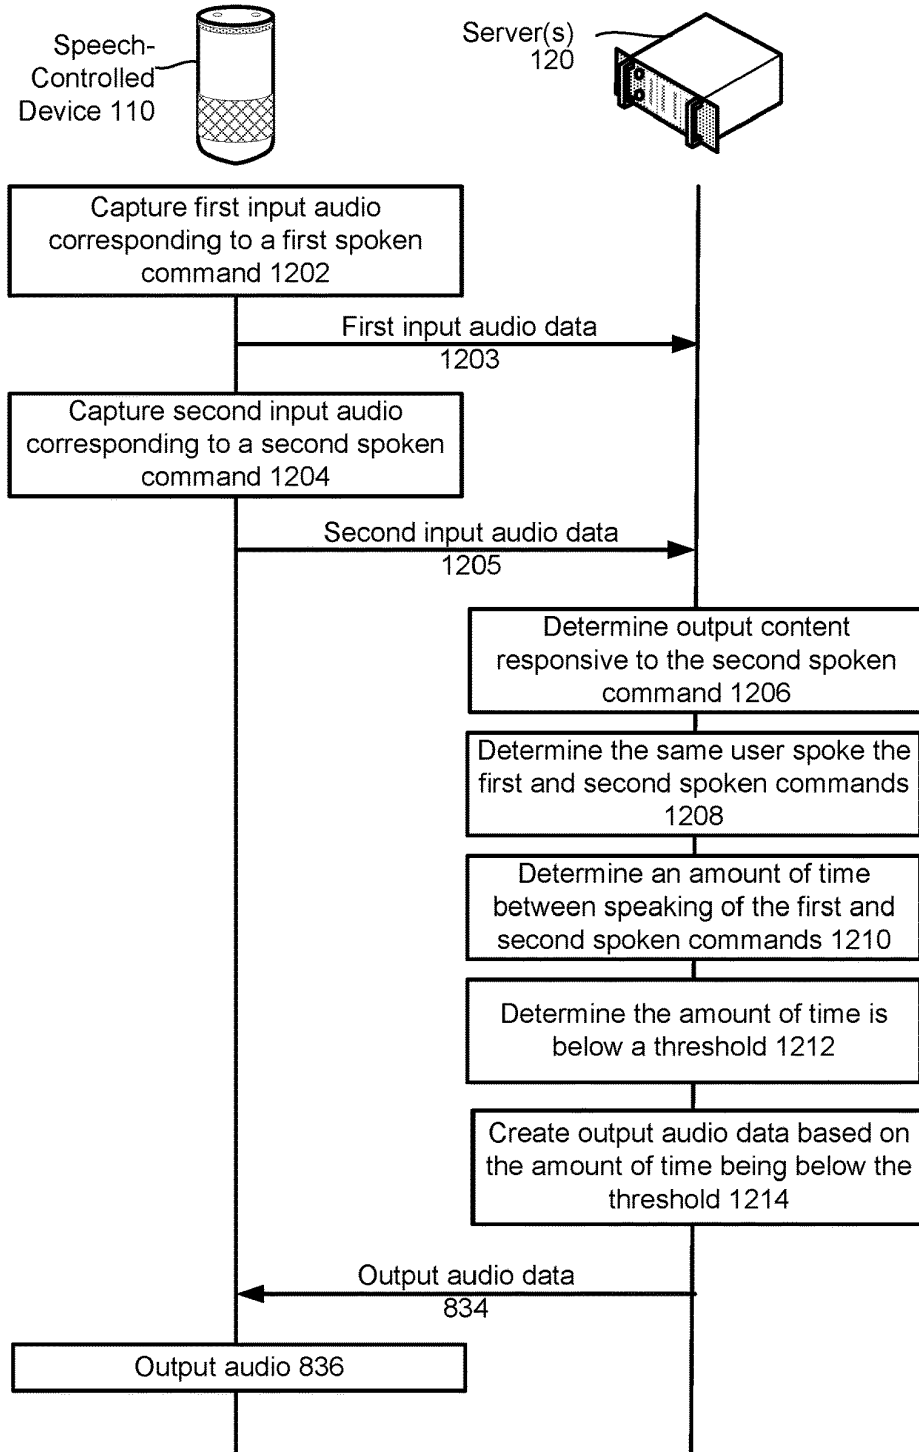 Speech-
Controlled
Device 110
Server(s)
120
Capture first input audio
corresponding to a first spoken
command 1202
First input audio data
1203
Capture second input audio
corresponding to a second spoken
command 1204
Second input audio data
1205
Determine output content
responsive to the second spoken
command 1206
Determine the same user spoke the
first and second spoken commands
1208
Determine an amount of time
between speaking of the first and
second spoken commands 1210
Determine the amount of time is
below a threshold 1212
Create output audio data based on
the amount of time being below the
threshold 1214
Output audio data
834
Output audio 836